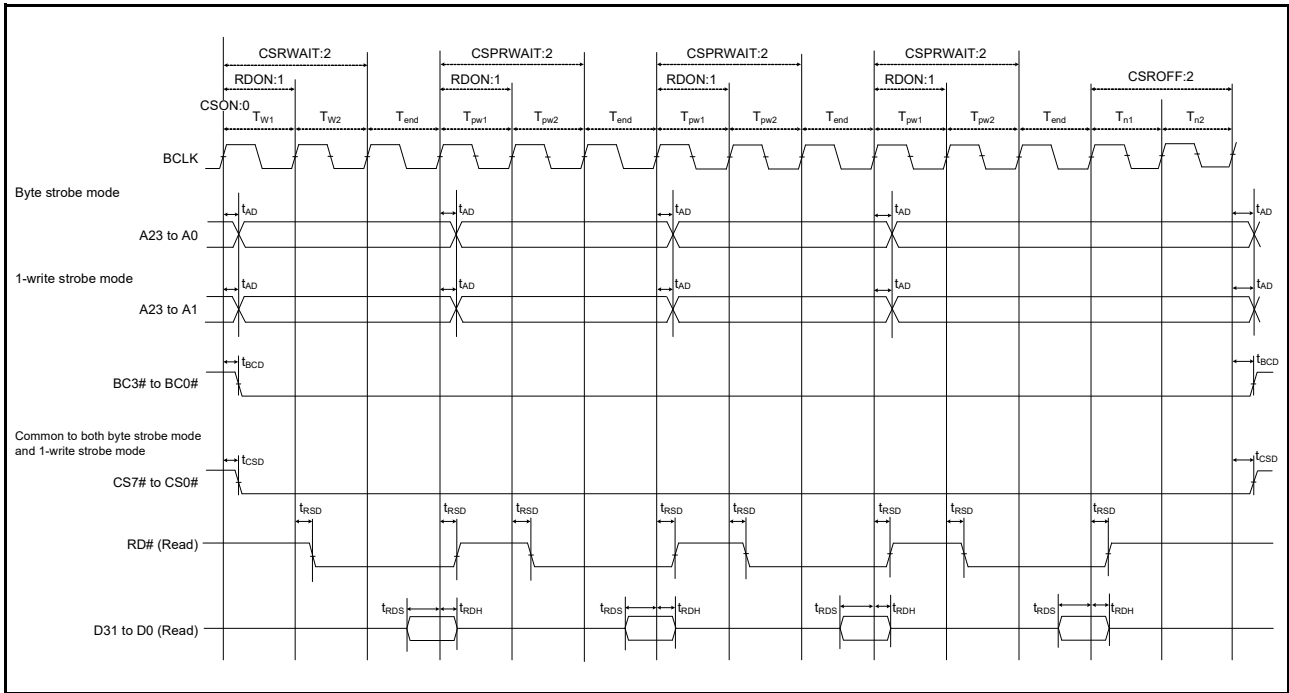 CSRWAIT:2 CSPRWAIT:2 CSPRWAIT:2 CSPRWAIT:2
RDON:1 RDON:1 RDON:1 RDON:1 CSROFF:2
CSON:0
TW1 TW2 Tend Tpw1 Tpw2 Tend Tpw1 Tpw2 Tend Tpw1 Tpw2 Tend Tn1 Tn2
BCLK
Byte strobe mode
tAD tAD tAD tAD tAD
A23 to A0
1-write strobe mode
tAD tAD tAD tAD tAD
A23 to A1
tBCD tBCD
BC3# to BC0#
Common to both byte strobe mode
and 1-write strobe mode
tCSD tCSD
CS7# to CS0#
tRSD tRSD tRSD tRSD tRSD tRSD tRSD tRSD
RD# (Read)
tRDS tRDH tRDS tRDH tRDS tRDH tRDS tRDH
D31 to D0 (Read)